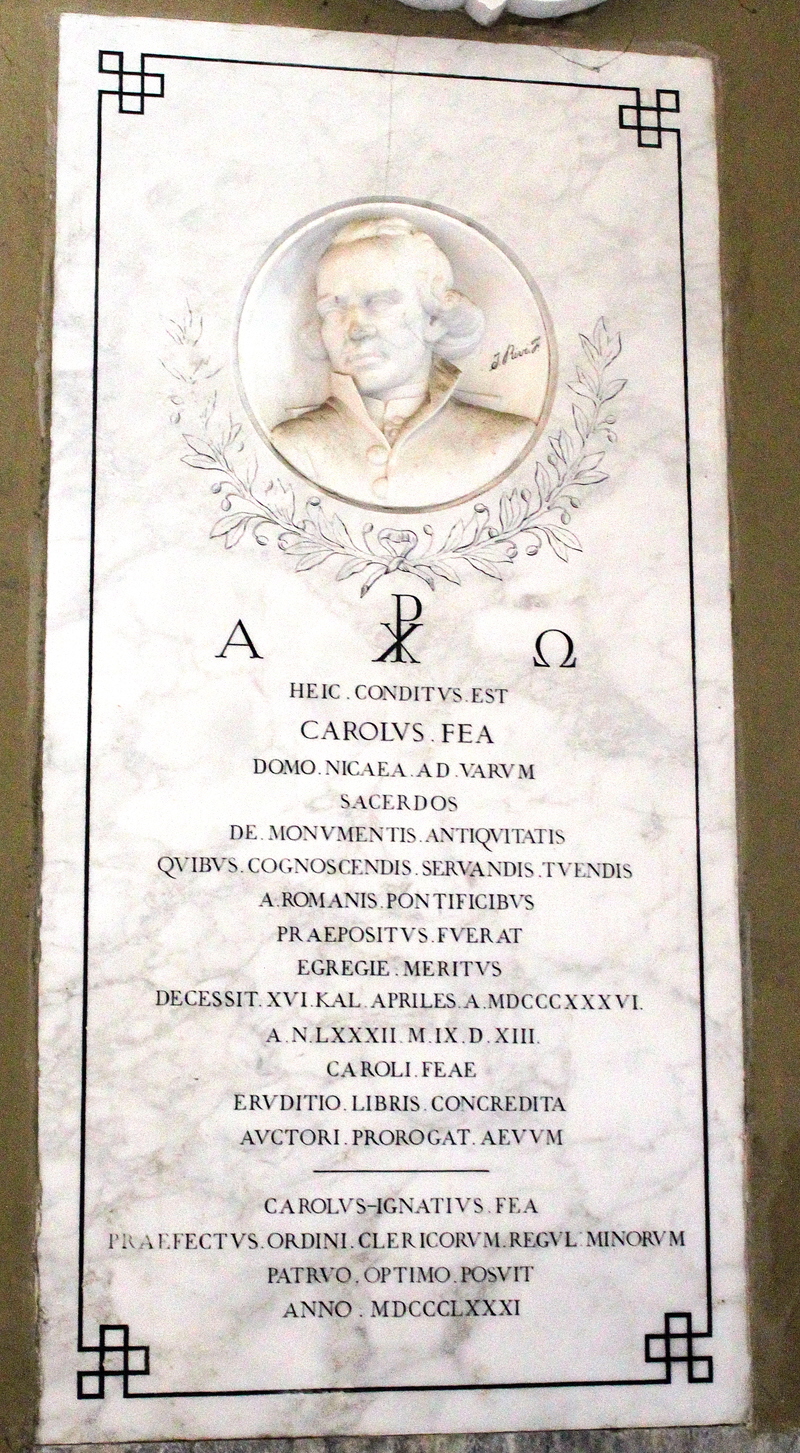 Α ☧ Ω
HEIC . CONDITVS . EST
CAROLVS . FEA
DOMO . NICAEA . AD . VARVM
SACERDOS
DE . MONVMENTIS . ANTIQVITATIS
QVIBVS . COGNOSCENDIS . SERVANDIS . TVENDIS
A . ROMANIS . PONTIFICIBVS
PRAEPOSITVS . FVERAT
EGREGIE . MERITVS
DECESSIT . XVI . KAL . APRILES . A . MDCCCXXXVI .
A . N . LXXXII . M . IX . D . XIII .
CAROLI . FEAE
ERVDITIO . LIBRIS . CONCREDITA
AVCTORI . PROROGAT . AEVVM
CAROLVS-IGNATIVS . FEA
PRAEFECTVS . ORDINI . CLERICORVM . REGVL . MINORVM
PATRVO . OPTIMO . POSVIT
ANNO . MDCCCLXXXI